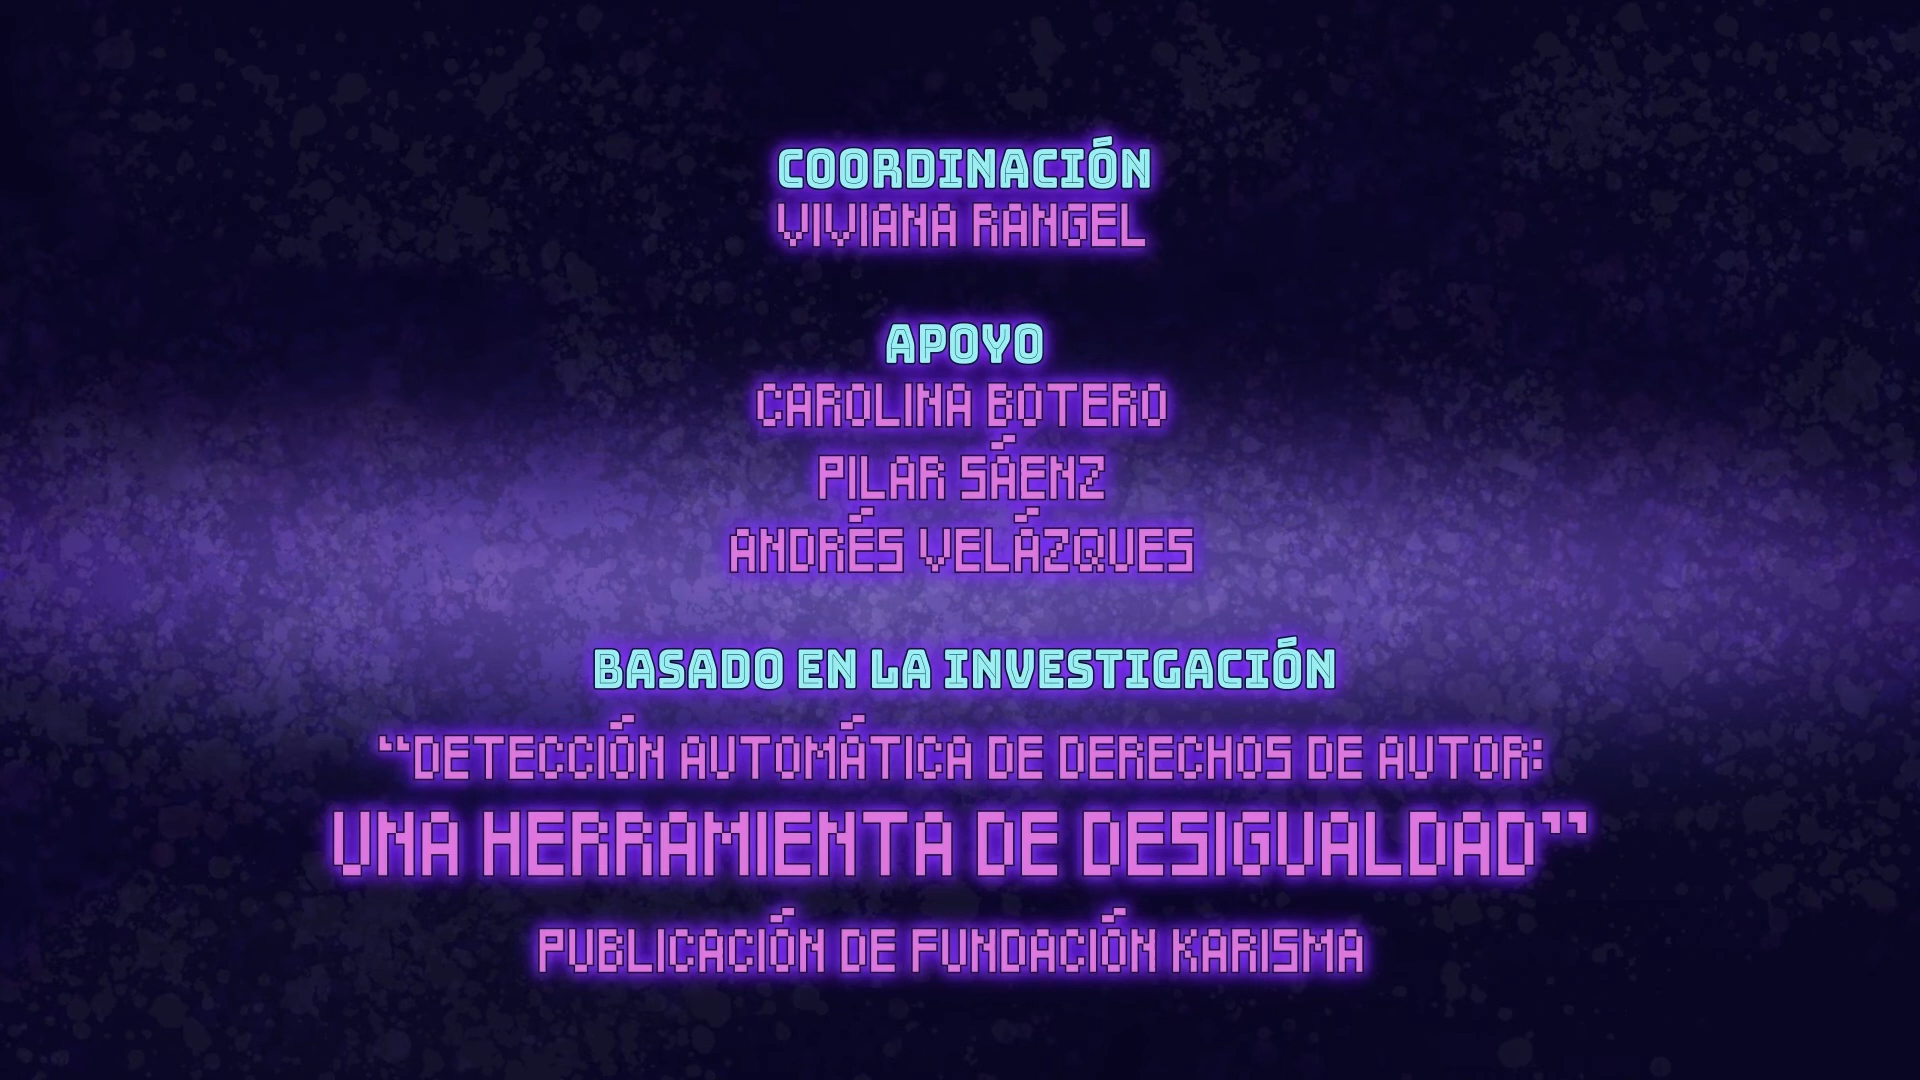 COORDINACIÓN
VIVIANA RANGEL
APOYO
CAROLINA BOTERO
PILAR SÁENZ
ANDRÉS VELÁZQUES
BASADO EN LA INVESTIGACIÓN
“DETECCIÓN AUTOMÁTICA DE DERECHOS DE AUTOR:
UNA HERRAMIENTA DE DESIGUALDAD”
PUBLICACIÓN DE FUNDACIÓN KARISMA